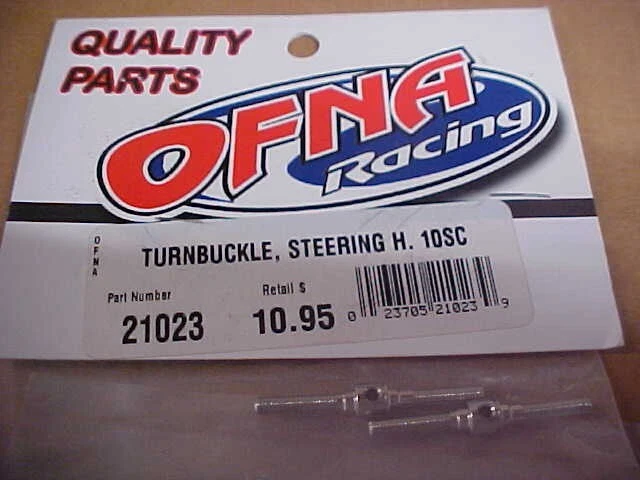 QUALITY
PARTS
OFNA
Racing
OFNA
TURNBUCKLE, STEERING H. 10SC
Part Number
Retail $
21023
10.95
0 23705 21023 9